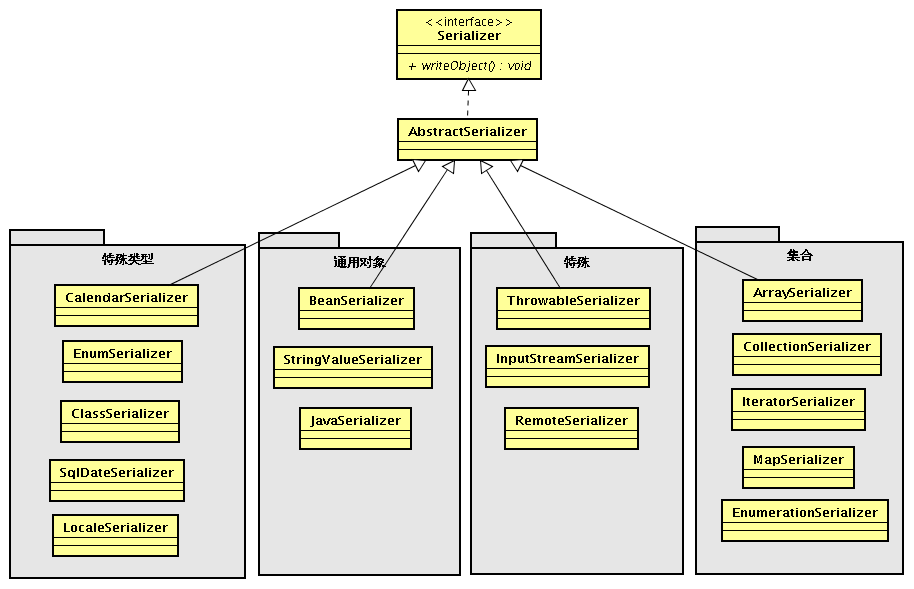 <<interface>>
Serializer
+ writeObject() : void
AbstractSerializer
特殊类型
CalendarSerializer
EnumSerializer
ClassSerializer
SqlDateSerializer
LocaleSerializer
通用对象
BeanSerializer
StringValueSerializer
JavaSerializer
特殊
ThrowableSerializer
InputStreamSerializer
RemoteSerializer
集合
ArraySerializer
CollectionSerializer
IteratorSerializer
MapSerializer
EnumerationSerializer